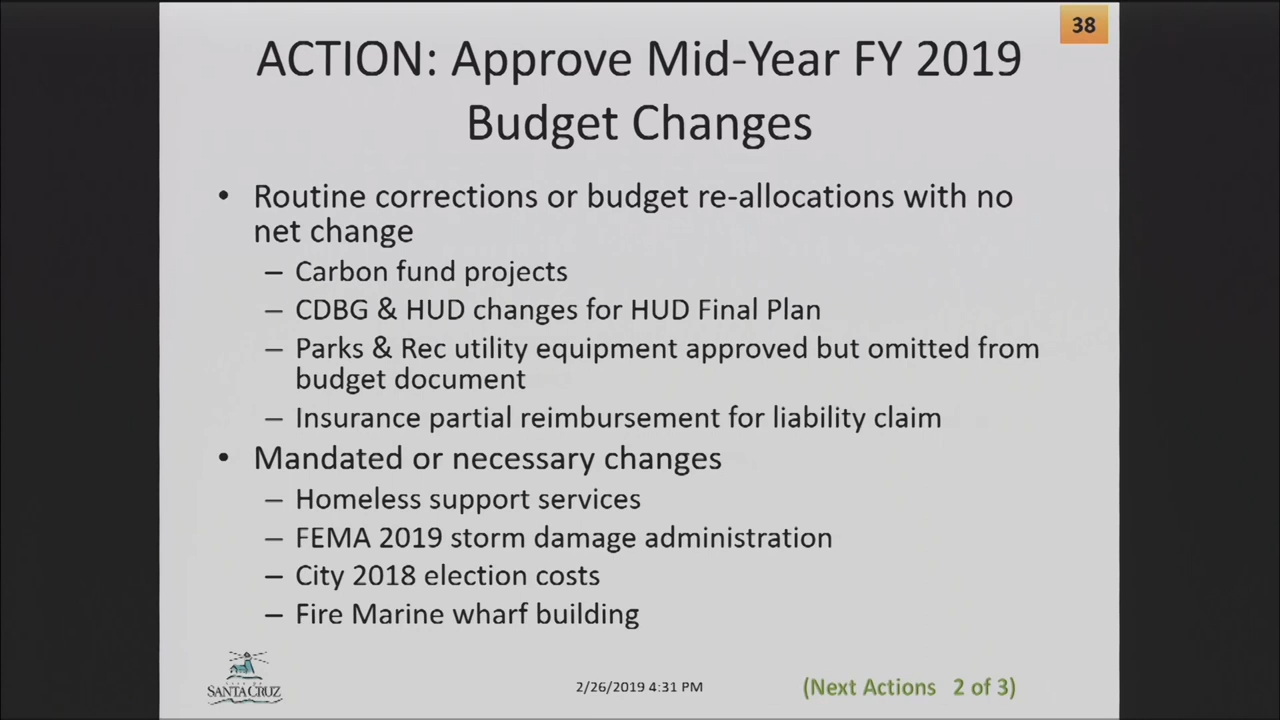 38
ACTION: Approve Mid-Year FY 2019
Budget Changes
• Routine corrections or budget re-allocations with no
net change
– Carbon fund projects
– CDBG & HUD changes for HUD Final Plan
– Parks & Rec utility equipment approved but omitted from
budget document
– Insurance partial reimbursement for liability claim
• Mandated or necessary changes
– Homeless support services
– FEMA 2019 storm damage administration
– City 2018 election costs
– Fire Marine wharf building
CITY OF
SANTA CRUZ
2/26/2019 4:31 PM
(Next Actions 2 of 3)